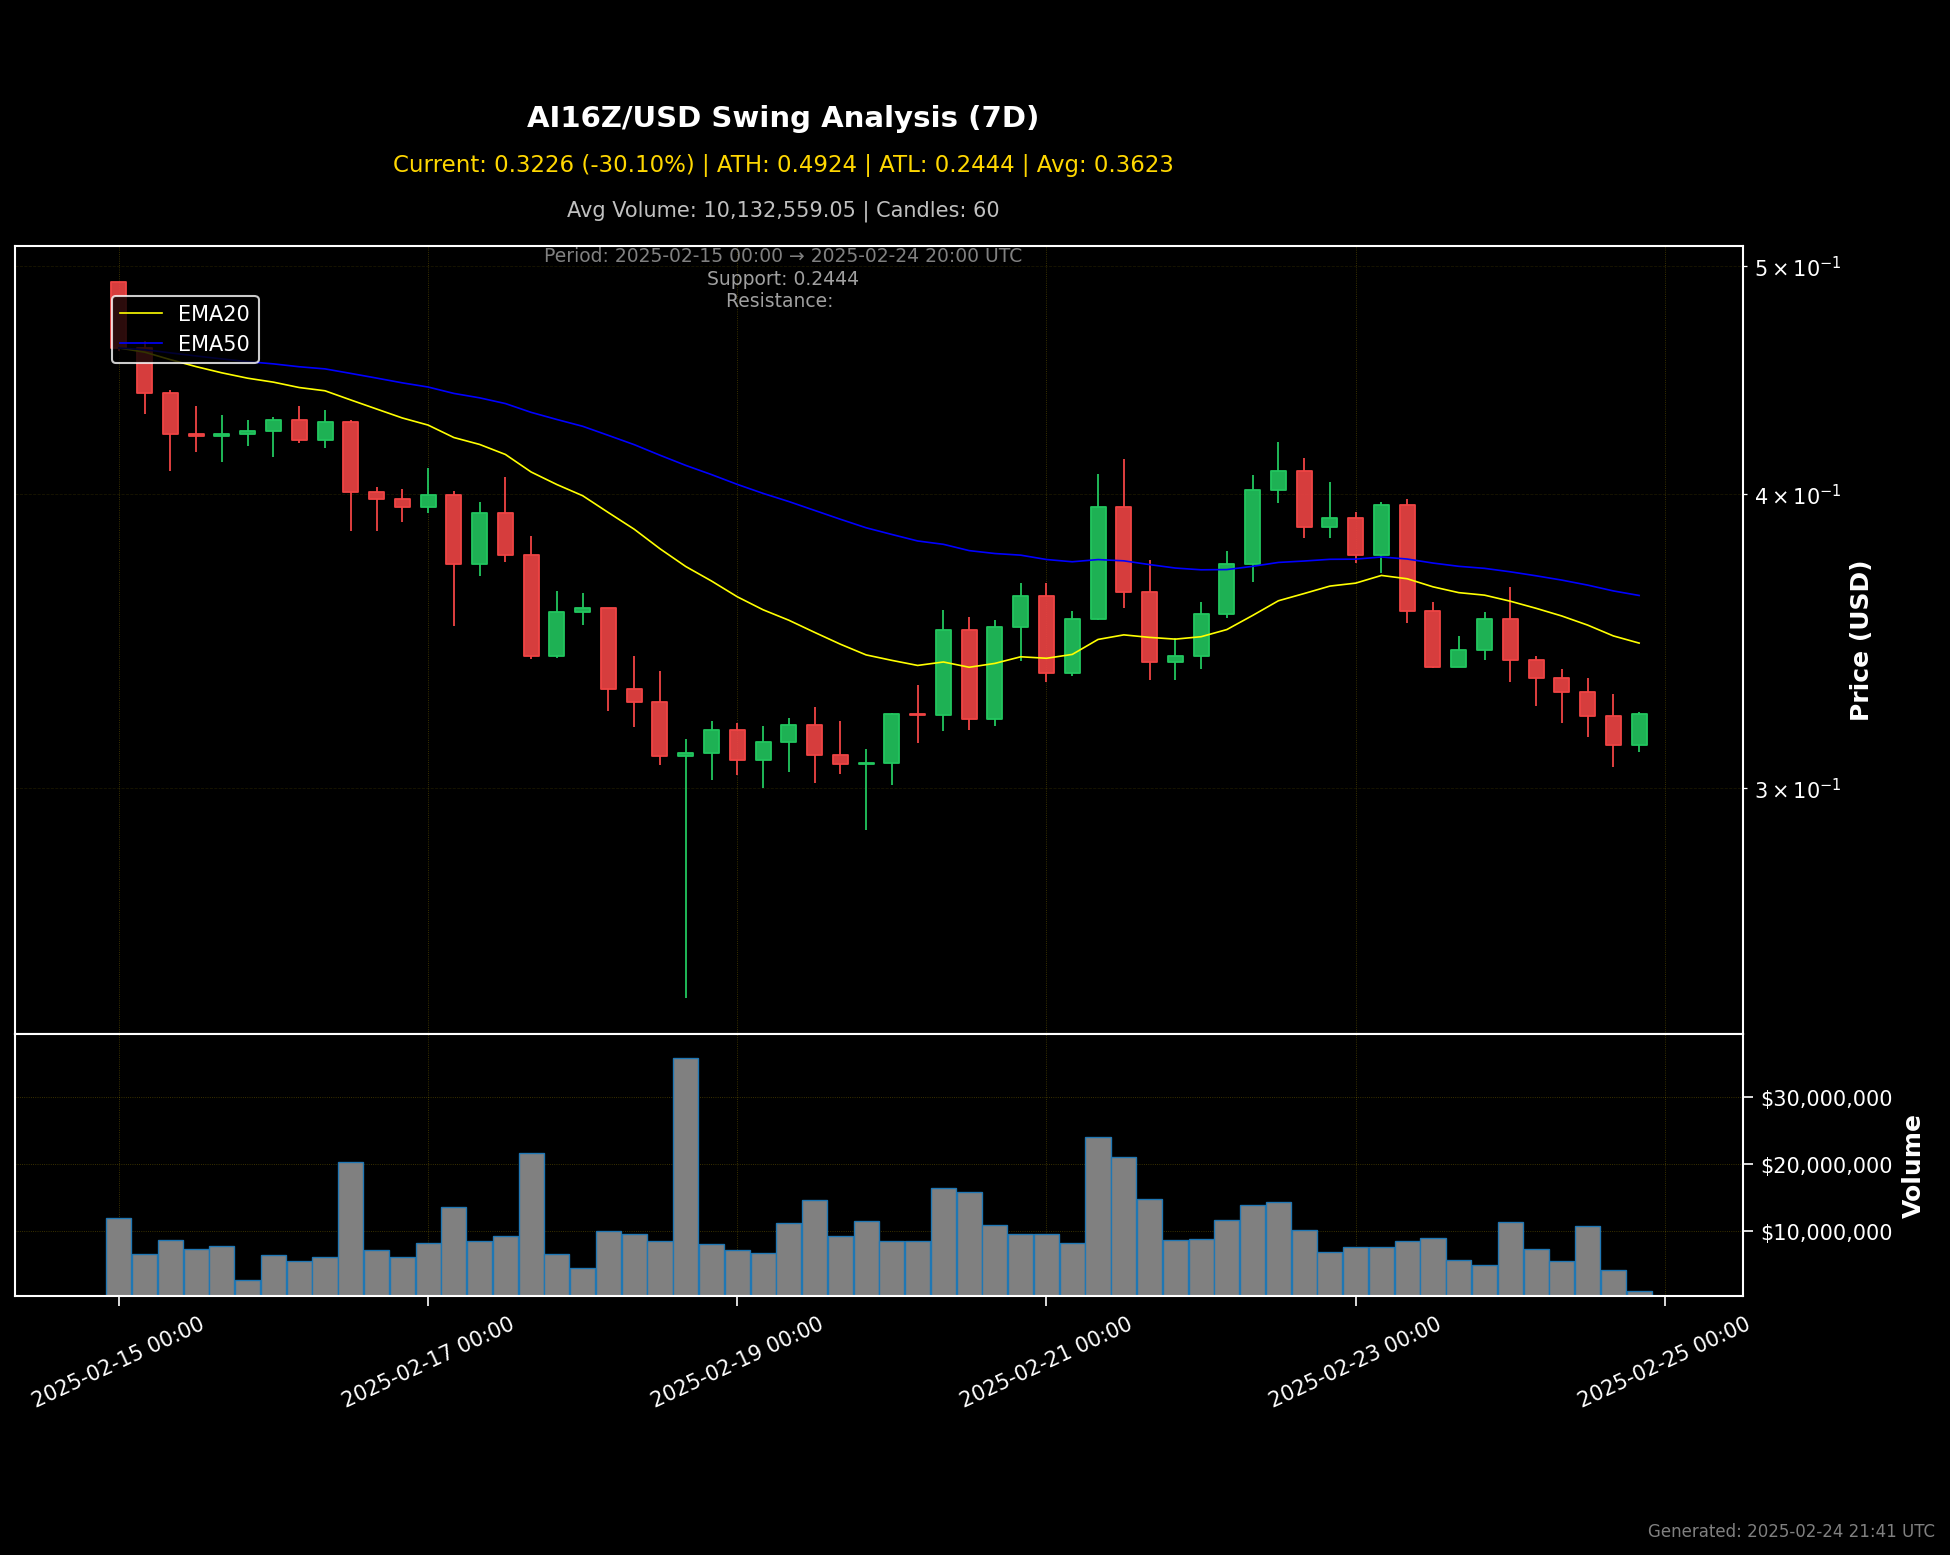 AI16Z/USD Swing Analysis (7D)
Current: 0.3226 (-30.10%) | ATH: 0.4924 | ATL: 0.2444 | Avg: 0.3623
Avg Volume: 10,132,559.05 | Candles: 60
Period: 2025-02-15 00:00 → 2025-02-24 20:00 UTC
Support: 0.2444
Resistance:
EMA20
EMA50
5 × 10⁻¹
4 × 10⁻¹
3 × 10⁻¹
Price (USD)
$30,000,000
$20,000,000
$10,000,000
Volume
2025-02-15 00:00
2025-02-17 00:00
2025-02-19 00:00
2025-02-21 00:00
2025-02-23 00:00
2025-02-25 00:00
Generated: 2025-02-24 21:41 UTC